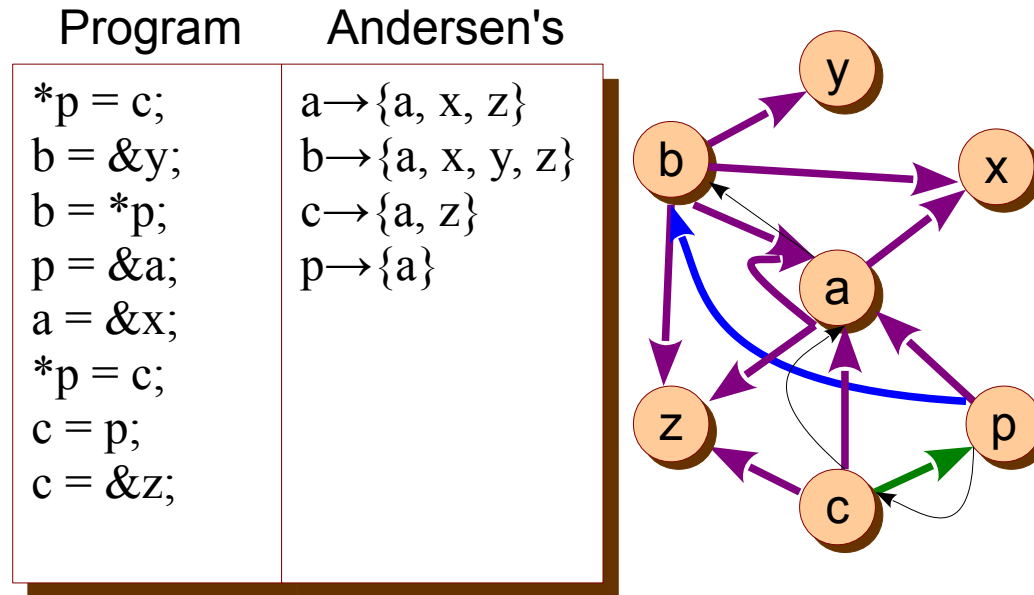 Program
Andersen's
*p = c;
b = &y;
b = *p;
p = &a;
a = &x;
*p = c;
c = p;
c = &z;
a→{a, x, z}
b→{a, x, y, z}
c→{a, z}
p→{a}
y
b
x
a
z
p
c